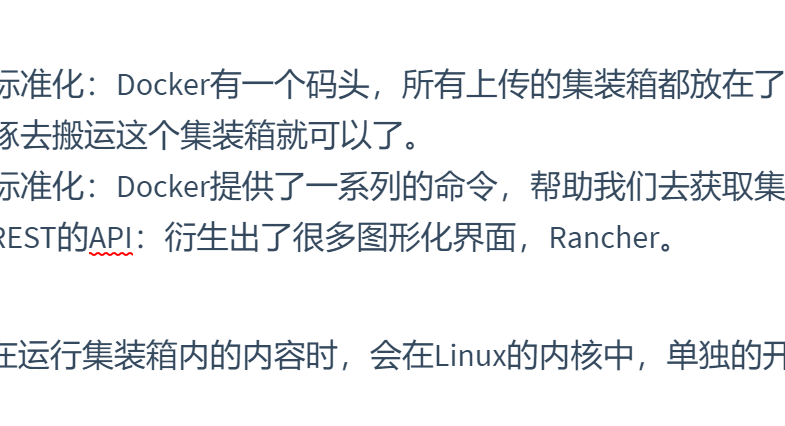 标准化：Docker有一个码头，所有上传的集装箱都放在了
去搬运这个集装箱就可以了。
标准化：Docker提供了一系列的命令，帮助我们去获取集
REST的API：衍生出了很多图形化界面，Rancher。
在运行集装箱内的内容时，会在Linux的内核中，单独的开